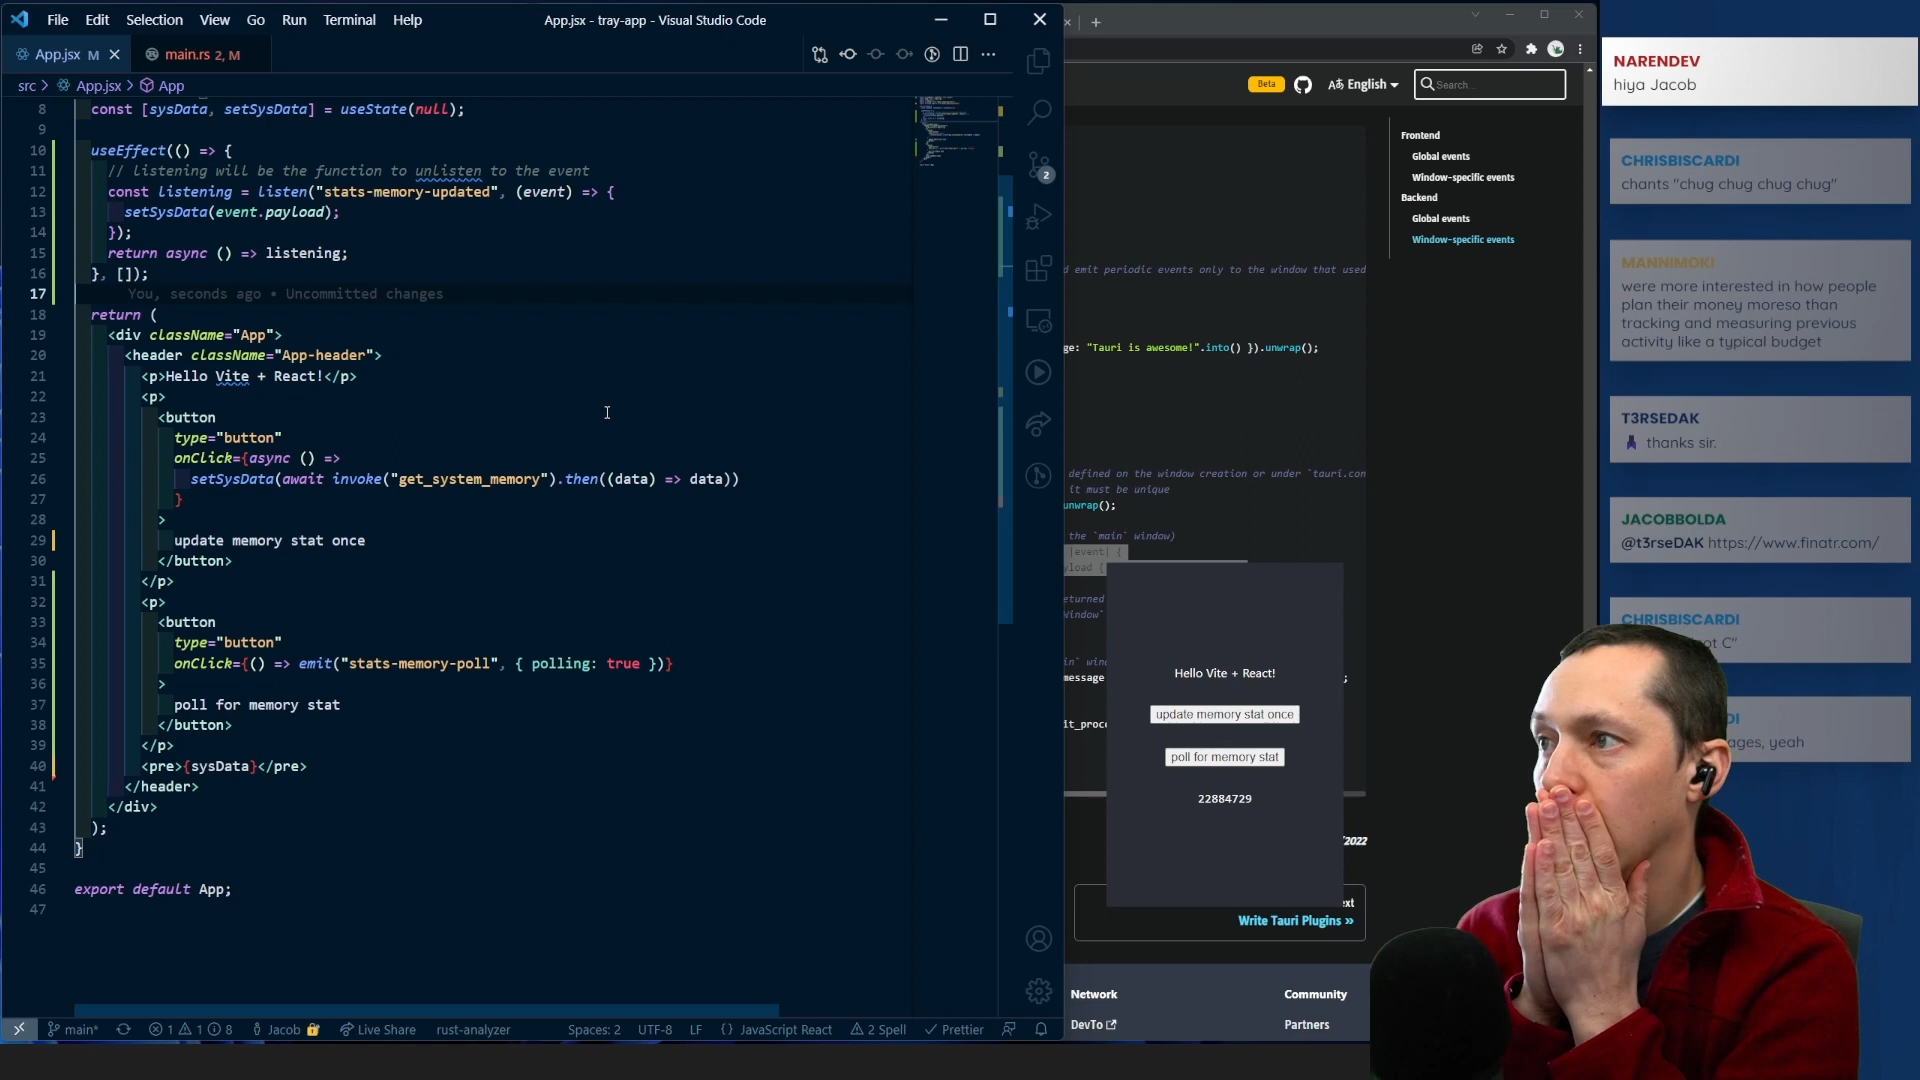 File Edit Selection View Go Run Terminal Help
App.jsx - tray-app - Visual Studio Code
App.jsx M
main.rs 2, M
src > App.jsx > App
8 const [sysData, setSysData] = useState(null);
9
10 useEffect(() => {
11 // listening will be the function to unlisten to the event
12 const listening = listen("stats-memory-updated", (event) => {
13 setSysData(event.payload);
14 });
15 return async () => listening;
16 }, []);
17 You, seconds ago • Uncommitted changes
18 return (
19 <div className="App">
20 <header className="App-header">
21 <p>Hello Vite + React!</p>
22 <p>
23 <button
24 type="button"
25 onClick={async () =>
26 setSysData(await invoke("get_system_memory").then((data) => data))
27 }
28 >
29 update memory stat once
30 </button>
31 </p>
32 <p>
33 <button
34 type="button"
35 onClick={() => emit("stats-memory-poll", { polling: true })}
36 >
37 poll for memory stat
38 </button>
39 </p>
40 <pre>{sysData}</pre>
41 </header>
42 </div>
43 );
44 }
45
46 export default App;
47
2
main* 1 1 8 Jacob Live Share rust-analyzer Spaces: 2 UTF-8 LF {} JavaScript React 2 Spell Prettier
Beta
English
Search...
Frontend
Global events
Window-specific events
Backend
Global events
Window-specific events
d emit periodic events only to the window that used
ge: "Tauri is awesome!".into() }).unwrap();
defined on the window creation or under `tauri.con
it must be unique
unwrap();
the `main` window)
|event| {
yload {
eturned
Window`
in` wind
message
;
it_proc
Hello Vite + React!
update memory stat once
poll for memory stat
22884729
/2022
ext
Write Tauri Plugins »
Network
DevTo
Community
Partners
NARENDEV
hiya Jacob
CHRISBISCARDI
chants "chug chug chug chug"
MANNIMOKI
were more interested in how people
plan their money moreso than
tracking and measuring previous
activity like a typical budget
T3RSEDAK
thanks sir.
JACOBBOLDA
@t3rseDAK https://www.finatr.com/
CHRISBISCARDI
ot C"
DI
ages, yeah